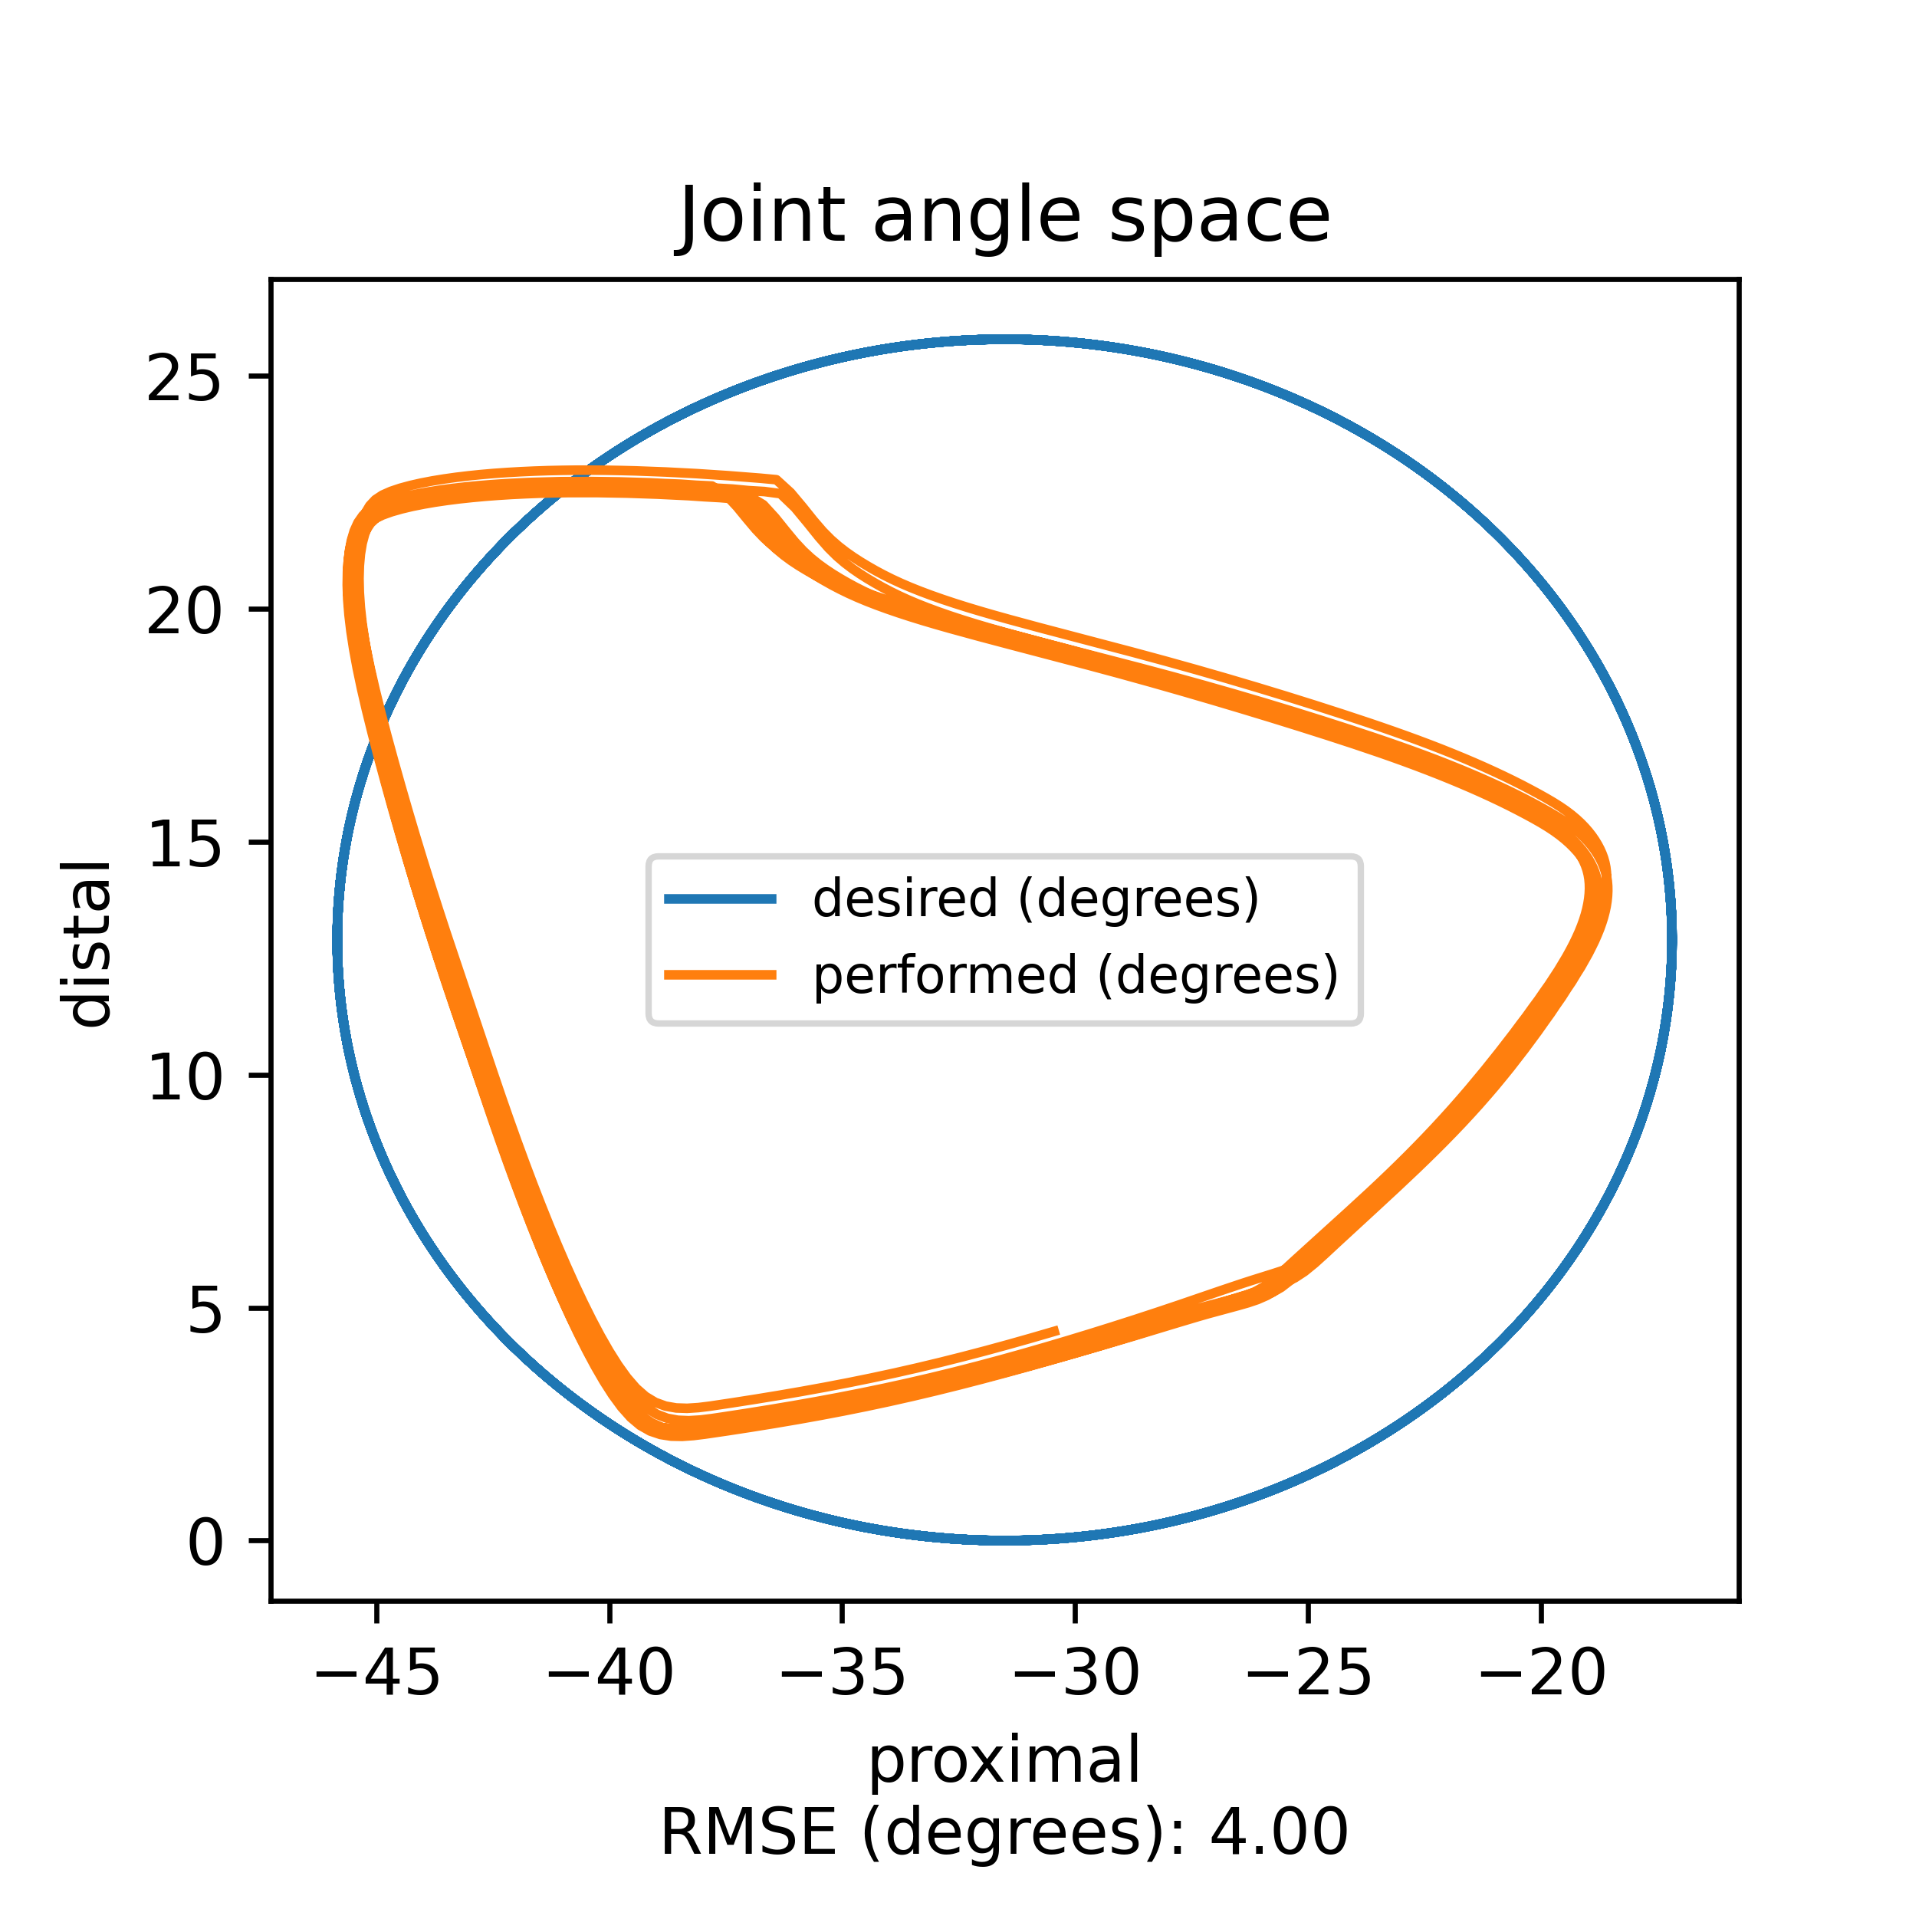 Joint angle space
25
20
15
10
5
0
distal
desired (degrees)
performed (degrees)
−45 −40 −35 −30 −25 −20
proximal
RMSE (degrees): 4.00